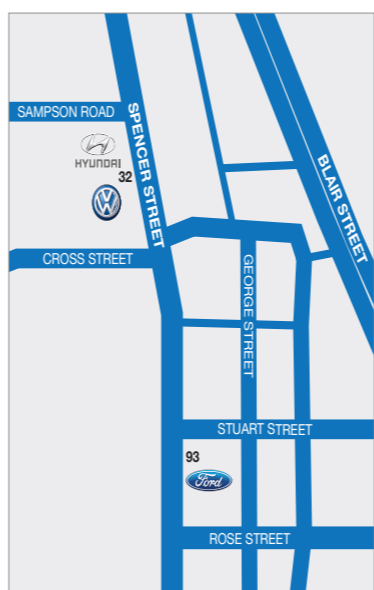 SAMPSON ROAD
SPENCER STREET
HYUNDAI
32
BLAIR STREET
CROSS STREET
GEORGE STREET
STUART STREET
93
Ford
ROSE STREET